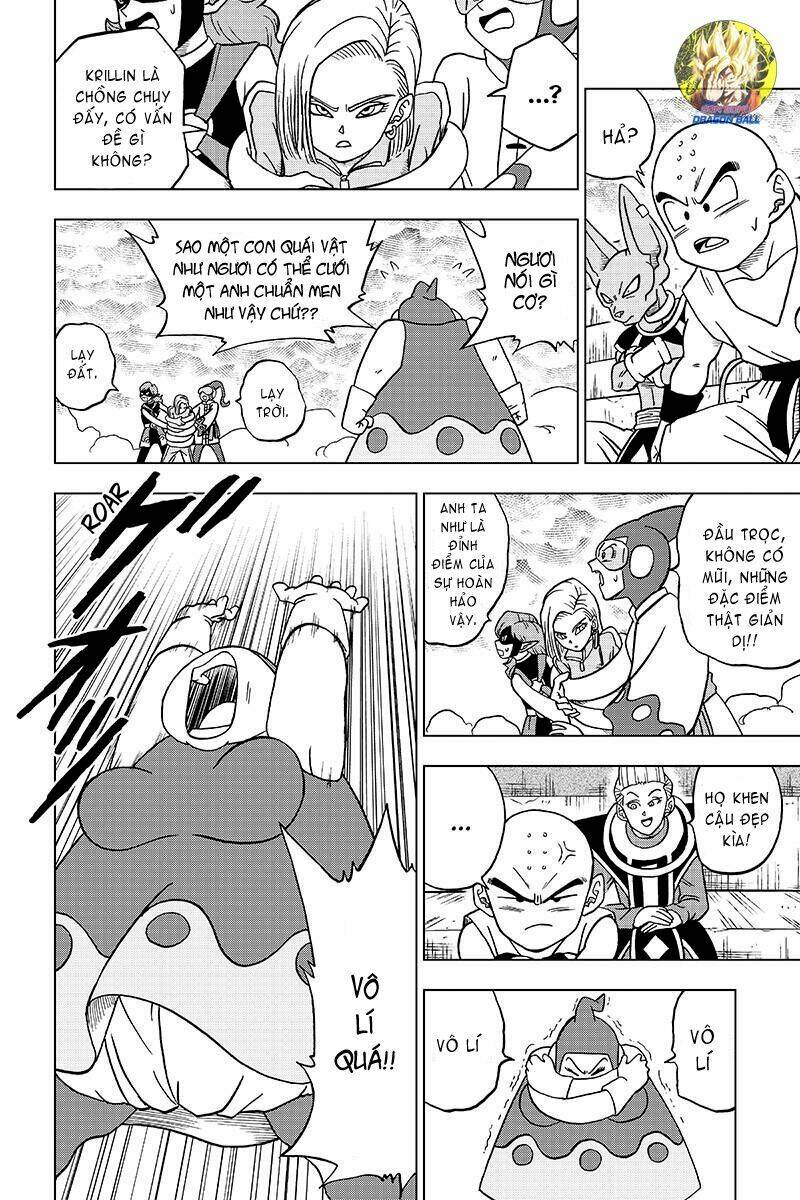 DRAGON BALL
HẢ?
...?
KRILLIN LÀ
CHỒNG CHỤY
ĐẤY, CÓ VẤN
ĐỀ GÌ
KHÔNG?
NGƯƠI
NÓI GÌ
CƠ?
SAO MỘT CON QUÁI VẬT
NHƯ NGƯƠI CÓ THỂ CƯỚI
MỘT ANH CHUẨN MEN
NHƯ VẬY CHỨ??
LẠY
TRỜI.
LẠY
ĐẤT.
ĐẦU TRỌC,
KHÔNG CÓ
MŨI, NHỮNG
ĐẶC ĐIỂM
THẬT GIẢN
DỊ!!
ANH TA
NHƯ LÀ
ĐỈNH
ĐIỂM CỦA
SỰ HOÀN
HẢO
VẬY.
HỌ KHEN
CẬU ĐẸP
KÌA!
...
VÔ
LÍ
VÔ LÍ
ROAR
VÔ
LÍ
QUÁ!!